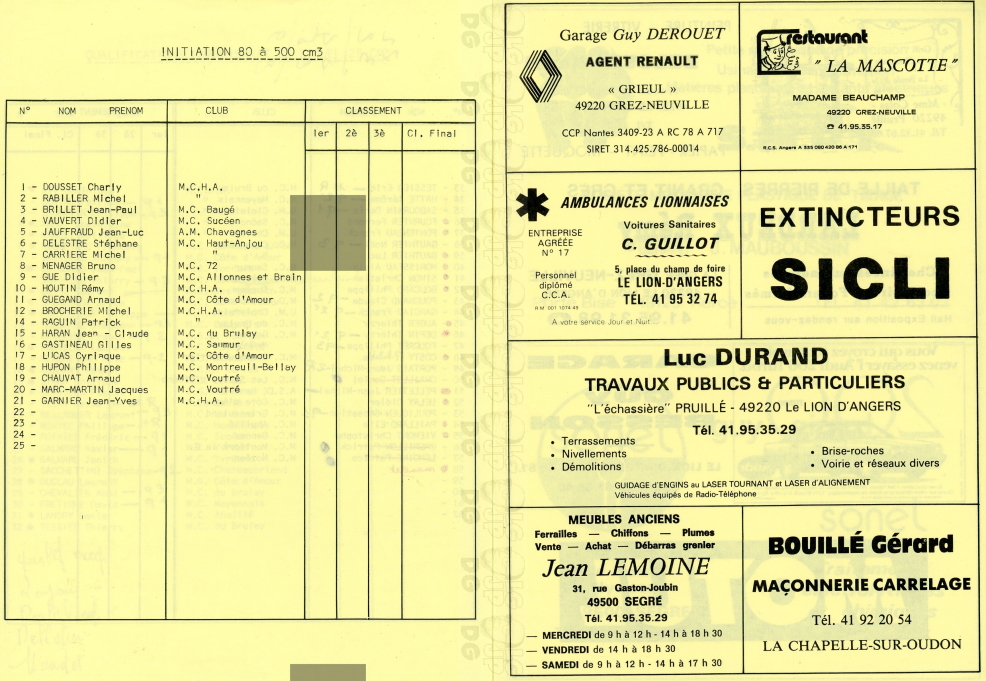 INITIATION 80 à 500 cm3
N° NOM PRENOM CLUB CLASSEMENT
1er 2è 3è Cl. Final
1 - DOUSSET Charly M.C.H.A.
2 - RABILLER Michel "
3 - BRILLET Jean-Paul M.C. Baugé
4 - VAUVERT Didier M.C. Sucéen
5 - JAUFFRAUD Jean-Luc A.M. Chavagnes
6 - DELESTRE Stéphane M.C. Haut-Anjou
7 - CARRIERE Michel "
8 - MENAGER Bruno M.C. 72
9 - GUE Didier M.C. Allonnes et Brain
10 - HOUTIN Rémy M.C.H.A.
11 - GUEGAND Arnaud M.C. Côte d'Amour
12 - BROCHERIE Michel M.C.H.A.
14 - RAGUIN Patrick "
15 - HARAN Jean - Claude M.C. du Brulay
16 - GASTINEAU Gilles M.C. Saumur
17 - LUCAS Cyriaque M.C. Côte d'Amour
18 - HUPON Philippe M.C. Montreuil-Bellay
19 - CHAUVAT Arnaud M.C. Voutré
20 - MARC-MARTIN Jacques M.C. Voutré
21 - GARNIER Jean-Yves M.C.H.A.
22 -
23 -
24 -
25 -
Garage Guy DEROUET
AGENT RENAULT
« GRIEUL »
49220 GREZ-NEUVILLE
CCP Nantes 3409-23 A RC 78 A 717
SIRET 314.425.786-00014
restaurant
" LA MASCOTTE "
MADAME BEAUCHAMP
49220 GREZ-NEUVILLE
☎ 41.95.35.17
R.C.S. Angers A 335 080 420 86 A 171
AMBULANCES LIONNAISES
ENTREPRISE
AGRÉÉE
N° 17
Personnel
diplômé
C.C.A.
R.M. 001 1074 49
Voitures Sanitaires
C. GUILLOT
5, place du champ de foire
LE LION-D'ANGERS
TÉL. 41 95 32 74
A votre service Jour et Nuit
EXTINCTEURS
SICLI
Luc DURAND
TRAVAUX PUBLICS & PARTICULIERS
"L'échassière" PRUILLÉ - 49220 Le LION D'ANGERS
Tél. 41.95.35.29
• Terrassements
• Nivellements
• Démolitions
• Brise-roches
• Voirie et réseaux divers
GUIDAGE D'ENGINS au LASER TOURNANT et LASER D'ALIGNEMENT
Véhicules équipés de Radio-Téléphone
MEUBLES ANCIENS
Ferrailles — Chiffons — Plumes
Vente — Achat — Débarras grenier
Jean LEMOINE
31, rue Gaston-Joubin
49500 SEGRÉ
Tél. 41.95.35.29
— MERCREDI de 9 h à 12 h - 14 h à 18 h 30
— VENDREDI de 14 h à 18 h 30
— SAMEDI de 9 h à 12 h - 14 h à 17 h 30
BOUILLÉ Gérard
MAÇONNERIE CARRELAGE
Tél. 41 92 20 54
LA CHAPELLE-SUR-OUDON